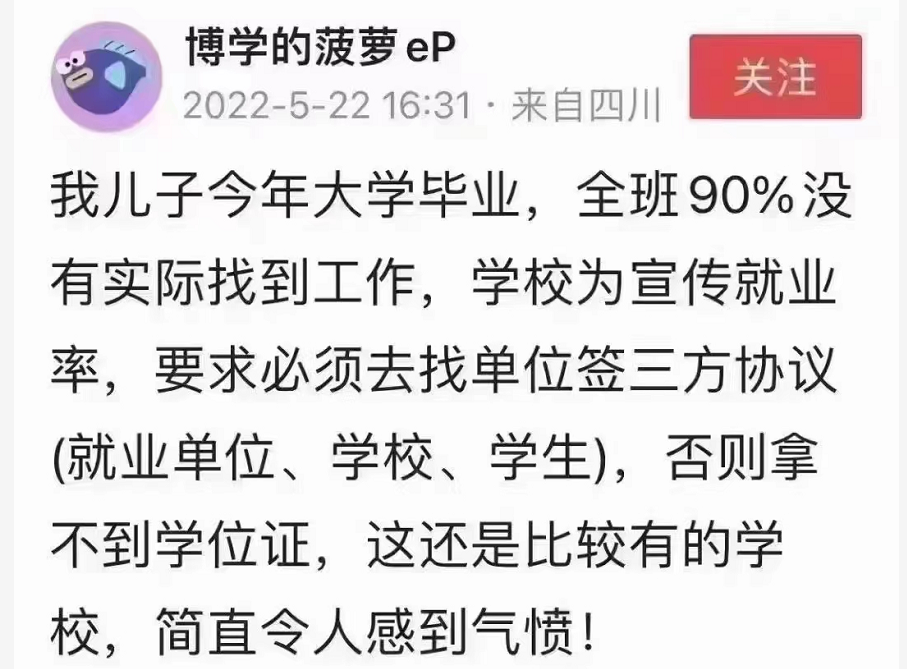 博学的菠萝eP
2022-5-22 16:31 · 来自四川
关注
我儿子今年大学毕业，全班90%没
有实际找到工作，学校为宣传就业
率，要求必须去找单位签三方协议
(就业单位、学校、学生)，否则拿
不到学位证，这还是比较有的学
校，简直令人感到气愤！